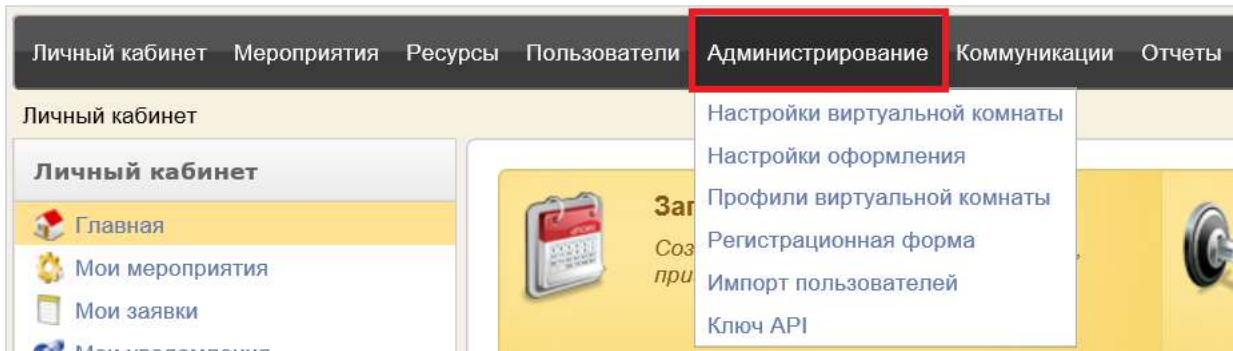 Личный кабинет Мероприятия Ресурсы Пользователи Администрирование Коммуникации Отчеты
Личный кабинет
Настройки виртуальной комнаты
Настройки оформления
Профили виртуальной комнаты
Регистрационная форма
Импорт пользователей
Ключ API
Личный кабинет
Главная
Мои мероприятия
Мои заявки